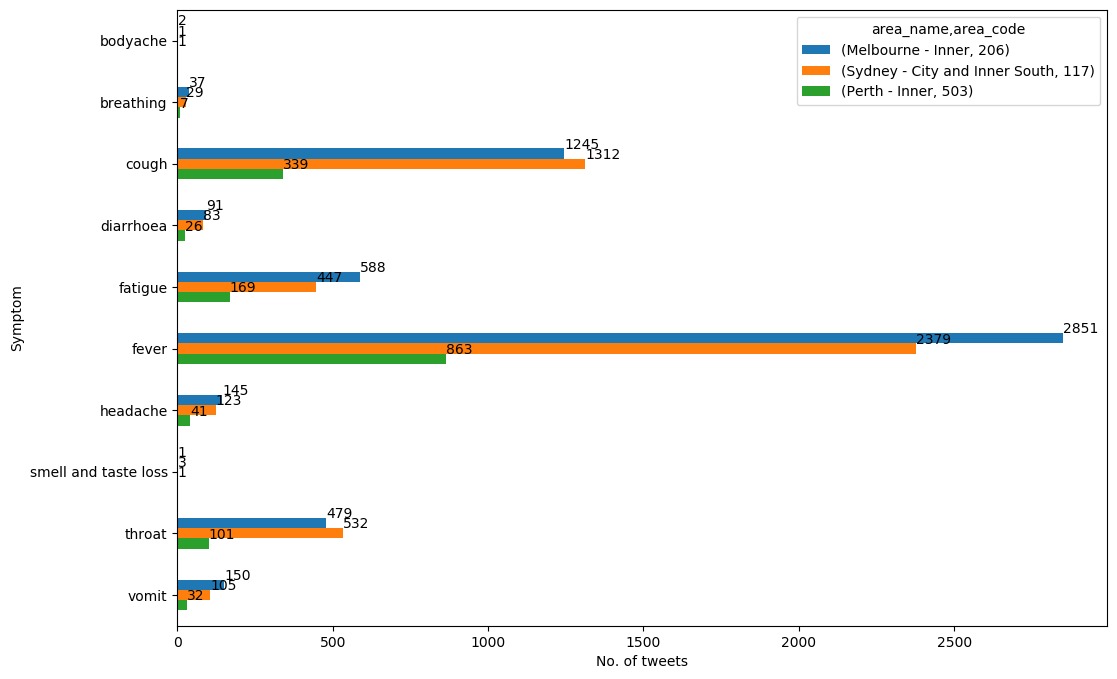 area_name,area_code
(Melbourne - Inner, 206)
(Sydney - City and Inner South, 117)
(Perth - Inner, 503)
Symptom
bodyache
2
1
1
breathing
37
29
7
cough
1245
1312
339
diarrhoea
91
83
26
fatigue
588
447
169
fever
2851
2379
863
headache
145
123
41
smell and taste loss
1
3
1
throat
479
532
101
vomit
150
105
32
0 500 1000 1500 2000 2500
No. of tweets